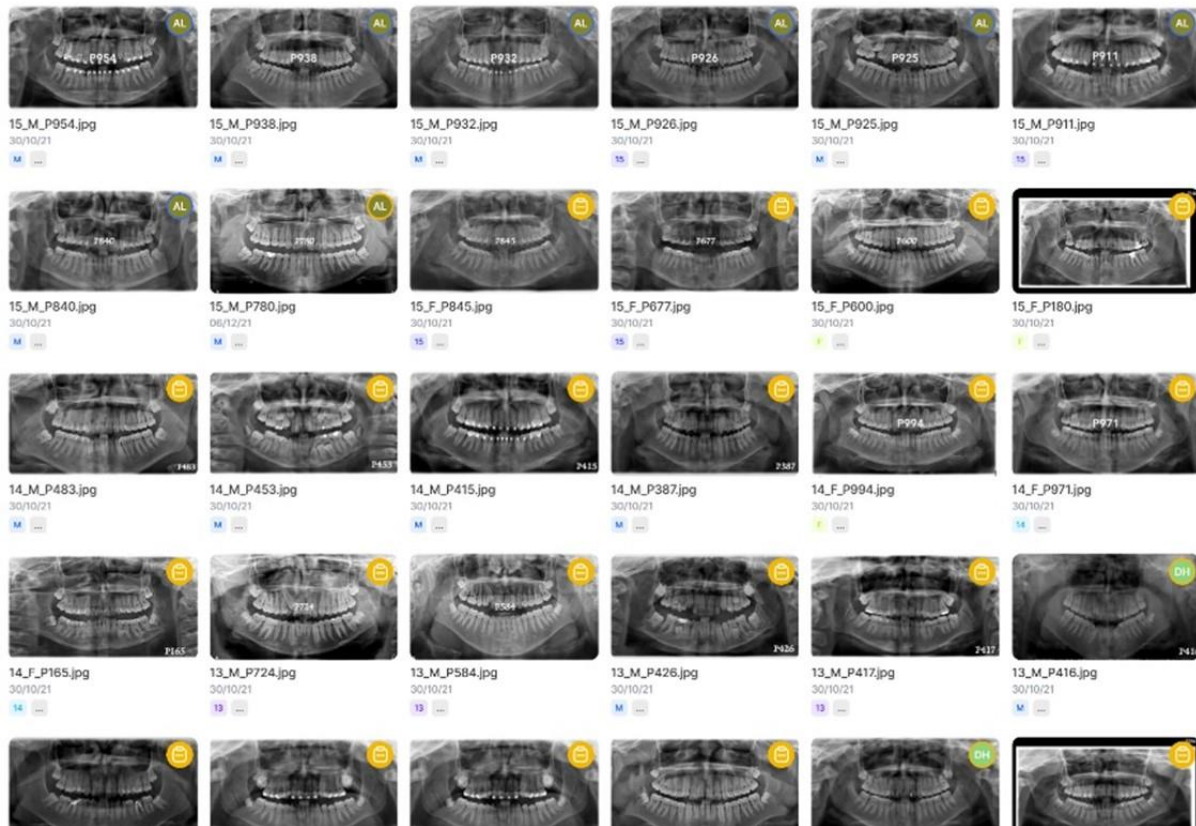 AL AL AL AL AL AL
P954 P938 P932 P926 P925 P911
15_M_P954.jpg 15_M_P938.jpg 15_M_P932.jpg 15_M_P926.jpg 15_M_P925.jpg 15_M_P911.jpg
30/10/21 30/10/21 30/10/21 30/10/21 30/10/21 30/10/21
M ... M ... M ... 15 ... M ... 15 ...
AL AL
P840 P780 P845 P677 P600
15_M_P840.jpg 15_M_P780.jpg 15_F_P845.jpg 15_F_P677.jpg 15_F_P600.jpg 15_F_P180.jpg
30/10/21 06/12/21 30/10/21 30/10/21 30/10/21 30/10/21
M ... M ... 15 ... 15 ... F ... F ...
P994 P971
P483 P453 P415 P387
14_M_P483.jpg 14_M_P453.jpg 14_M_P415.jpg 14_M_P387.jpg 14_F_P994.jpg 14_F_P971.jpg
30/10/21 30/10/21 30/10/21 30/10/21 30/10/21 30/10/21
M ... M ... M ... M ... F ... 14 ...
DH
P724 P584
P165 P426 P417 P416
14_F_P165.jpg 13_M_P724.jpg 13_M_P584.jpg 13_M_P426.jpg 13_M_P417.jpg 13_M_P416.jpg
30/10/21 30/10/21 30/10/21 30/10/21 30/10/21 30/10/21
14 ... 13 ... 13 ... M ... 13 ... M ...
DH